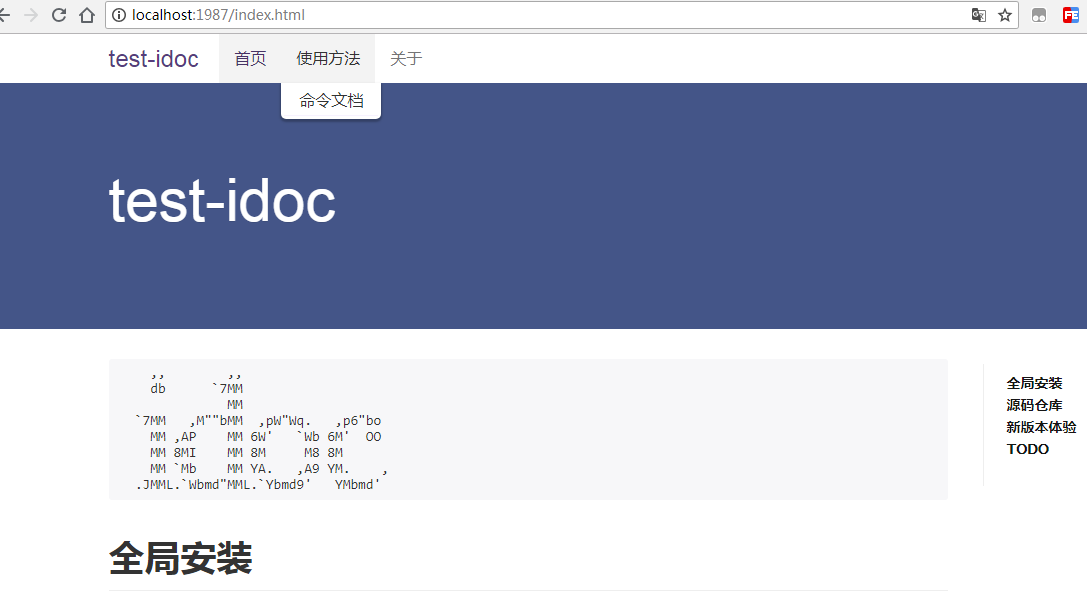 localhost:1987/index.html
test-idoc 首页 使用方法 关于
命令文档
test-idoc
   ,,        ,,
   db      `7MM
             MM
 `7MM   ,M""bMM  ,pW"Wq.   ,p6"bo
   MM ,AP    MM 6W'   `Wb 6M'  OO
   MM 8MI    MM 8M     M8 8M
   MM `Mb    MM YA.   ,A9 YM.    ,
 .JMML.`Wbmd"MML.`Ybmd9'   YMbmd'
全局安装
源码仓库
新版本体验
TODO
全局安装